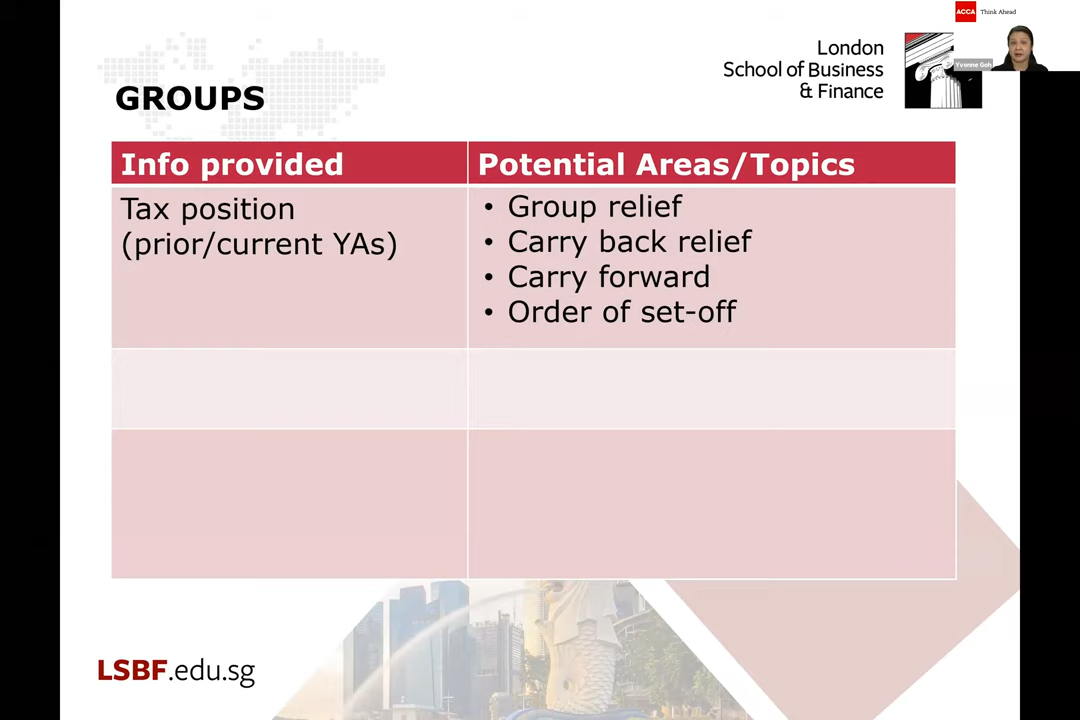 ACCA Think Ahead
London
School of Business
& Finance
Yvonne Goh
GROUPS
Info provided
Potential Areas/Topics
Tax position
(prior/current YAs)
• Group relief
• Carry back relief
• Carry forward
• Order of set-off
LSBF.edu.sg